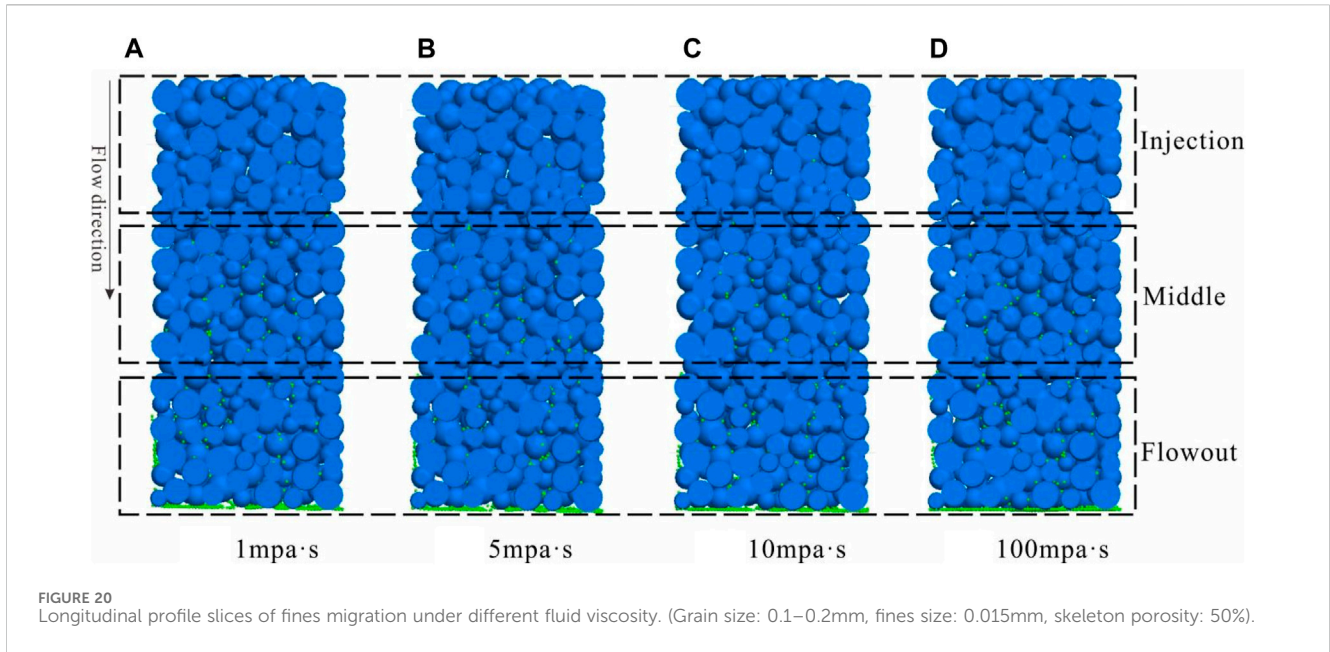 A B C D
Flow direction
Injection
Middle
Flowout
1mpa·s 5mpa·s 10mpa·s 100mpa·s
FIGURE 20
Longitudinal profile slices of fines migration under different fluid viscosity. (Grain size: 0.1–0.2mm, fines size: 0.015mm, skeleton porosity: 50%).